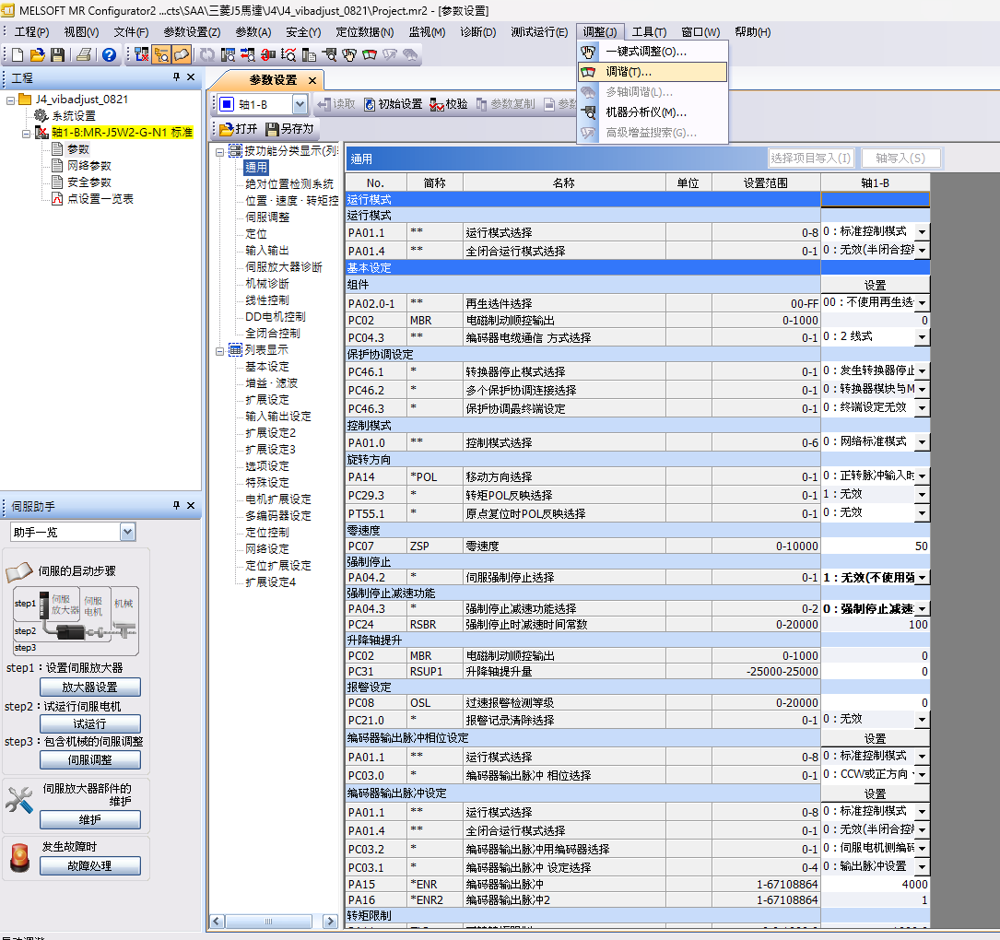 MELSOFT MR Configurator2 ...cts\SAA\三菱J5馬達\J4\J4_vibadjust_0821\Project.mr2 - [参数设置]
工程(P) 视图(V) 文件(F) 参数设置(Z) 参数(A) 安全(Y) 定位数据(N) 监视(M) 诊断(D) 测试运行(E) 调整(J) 工具(T) 窗口(W) 帮助(H)
一键式调整(O)...
调谐(T)...
多轴调谐(L)...
机器分析仪(M)...
高级增益搜索(G)...
工程
J4_vibadjust_0821
系统设置
轴1-B:MR-J5W2-G-N1 标准
参数
网络参数
安全参数
点设置一览表
伺服助手
助手一览
伺服的启动步骤
step1 伺服放大器 伺服电机 机械
step2
step3
step1：设置伺服放大器
放大器设置
step2：试运行伺服电机
试运行
step3：包含机械的伺服调整
伺服调整
伺服放大器部件的
维护
维护
发生故障时
故障处理
参数设置
轴1-B 读取 初始设置 校验 参数复制 参数
打开 另存为
按功能分类显示(列
通用
绝对位置检测系统
位置·速度·转矩控
伺服调整
定位
输入输出
伺服放大器诊断
机械诊断
线性控制
DD电机控制
全闭合控制
列表显示
基本设定
增益·滤波
扩展设定
输入输出设定
扩展设定2
扩展设定3
选项设定
特殊设定
电机扩展设定
多编码器设定
定位控制
网络设定
定位扩展设定
扩展设定4
通用 选择项目写入(I) 轴写入(S)
No. 简称 名称 单位 设置范围 轴1-B
运行模式
运行模式
PA01.1 ** 运行模式选择 0-8 0：标准控制模式
PA01.4 ** 全闭合运行模式选择 0-1 0：无效(半闭合控制
基本设定
组件 设置
PA02.0-1 ** 再生选件选择 00-FF 00：不使用再生选
PC02 MBR 电磁制动顺控输出 0-1000 0
PC04.3 ** 编码器电缆通信 方式选择 0-1 0：2 线式
保护协调设定
PC46.1 * 转换器停止模式选择 0-1 0：发生转换器停止
PC46.2 * 多个保护协调连接选择 0-1 0：转换器模块与M
PC46.3 * 保护协调最终端设定 0-1 0：终端设定无效
控制模式
PA01.0 ** 控制模式选择 0-6 0：网络标准模式
旋转方向
PA14 *POL 移动方向选择 0-1 0：正转脉冲输入时
PC29.3 * 转矩POL反映选择 0-1 1：无效
PT55.1 * 原点复位时POL反映选择 0-1 0：无效
零速度
PC07 ZSP 零速度 0-10000 50
强制停止
PA04.2 * 伺服强制停止选择 0-1 1：无效(不使用强
强制停止减速功能
PA04.3 * 强制停止减速功能选择 0-2 0：强制停止减速
PC24 RSBR 强制停止时减速时间常数 0-20000 100
升降轴提升
PC02 MBR 电磁制动顺控输出 0-1000 0
PC31 RSUP1 升降轴提升量 -25000-25000 0
报警设定
PC08 OSL 过速报警检测等级 0-20000 0
PC21.0 * 报警记录清除选择 0-1 0：无效
编码器输出脉冲相位设定 设置
PA01.1 ** 运行模式选择 0-8 0：标准控制模式
PC03.0 * 编码器输出脉冲 相位选择 0-1 0：CCW或正方向
编码器输出脉冲设定 设置
PA01.1 ** 运行模式选择 0-8 0：标准控制模式
PA01.4 ** 全闭合运行模式选择 0-1 0：无效(半闭合控制
PC03.2 * 编码器输出脉冲用编码器选择 0-1 0：伺服电机侧编码
PC03.1 * 编码器输出脉冲 设定选择 0-4 0：输出脉冲设置
PA15 *ENR 编码器输出脉冲 1-67108864 4000
PA16 *ENR2 编码器输出脉冲2 1-67108864 1
转矩限制